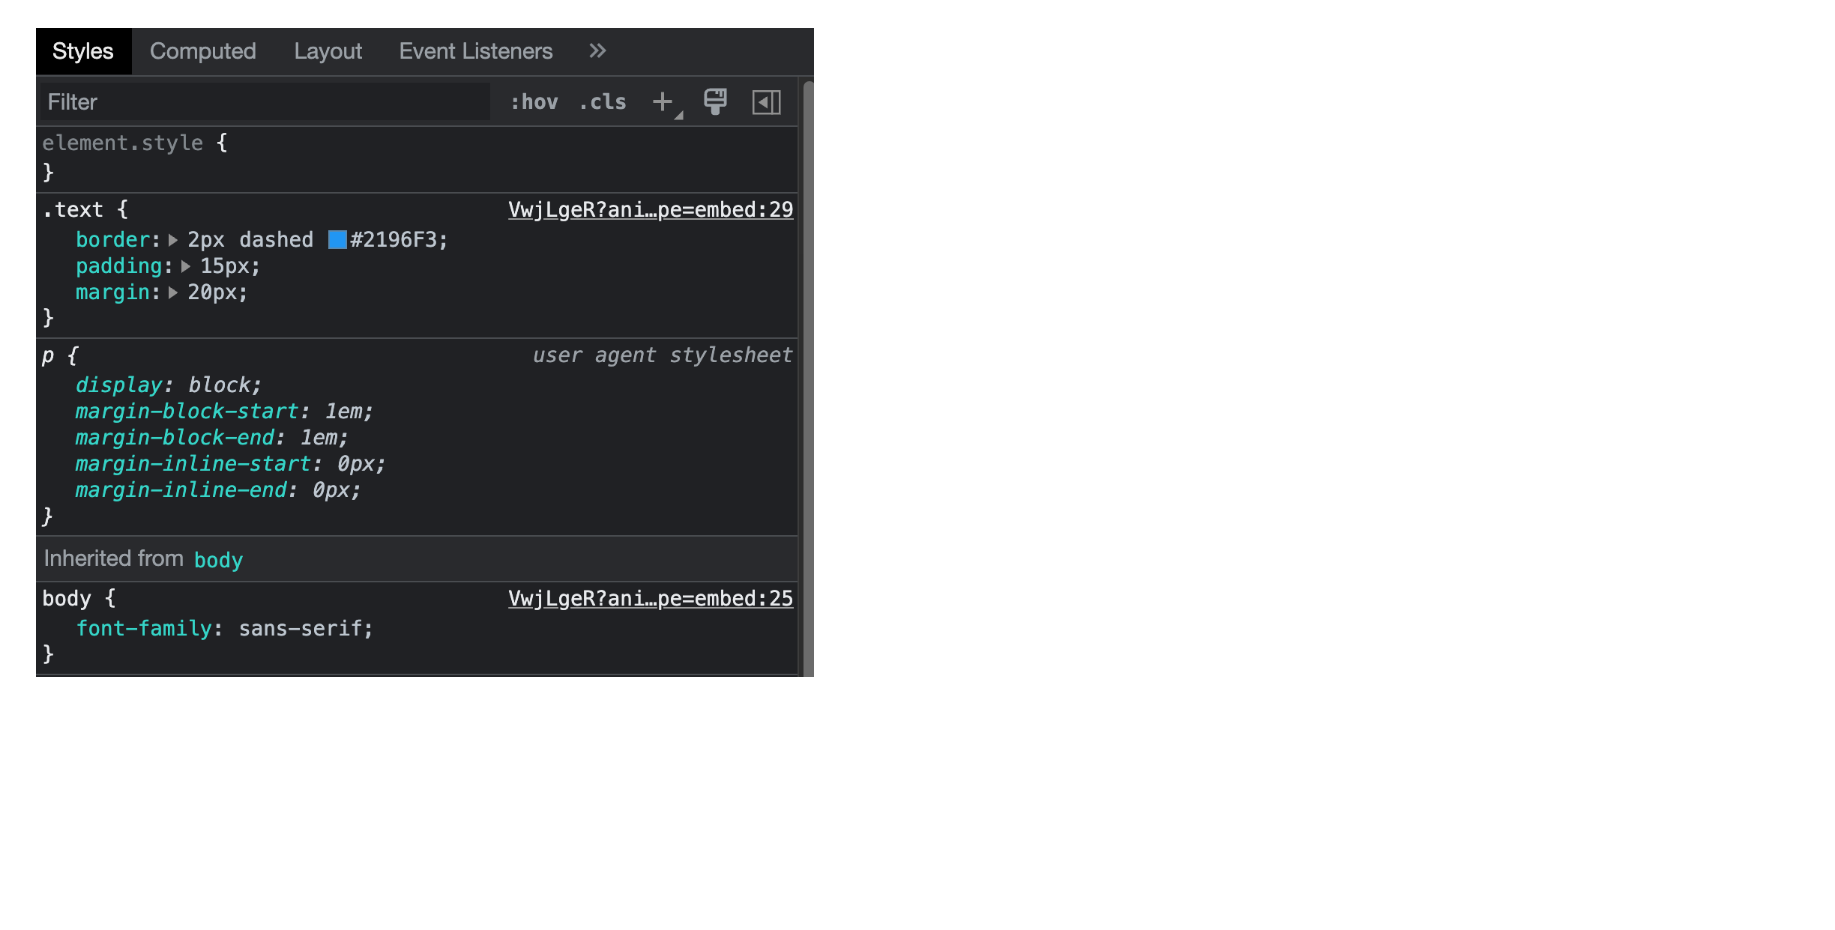 Styles Computed Layout Event Listeners »
Filter :hov .cls +
element.style {
}
.text { VwjLgeR?ani…pe=embed:29
border: 2px dashed #2196F3;
padding: 15px;
margin: 20px;
}
p { user agent stylesheet
display: block;
margin-block-start: 1em;
margin-block-end: 1em;
margin-inline-start: 0px;
margin-inline-end: 0px;
}
Inherited from body
body { VwjLgeR?ani…pe=embed:25
font-family: sans-serif;
}